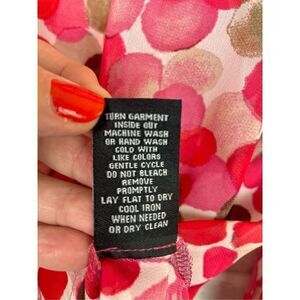 TURN GARMENT
INSIDE OUT
MACHINE WASH
OR HAND WASH
COLD WITH
LIKE COLORS
GENTLE CYCLE
DO NOT BLEACH
REMOVE
PROMPTLY
LAY FLAT TO DRY
COOL IRON
WHEN NEEDED
OR DRY CLEAN